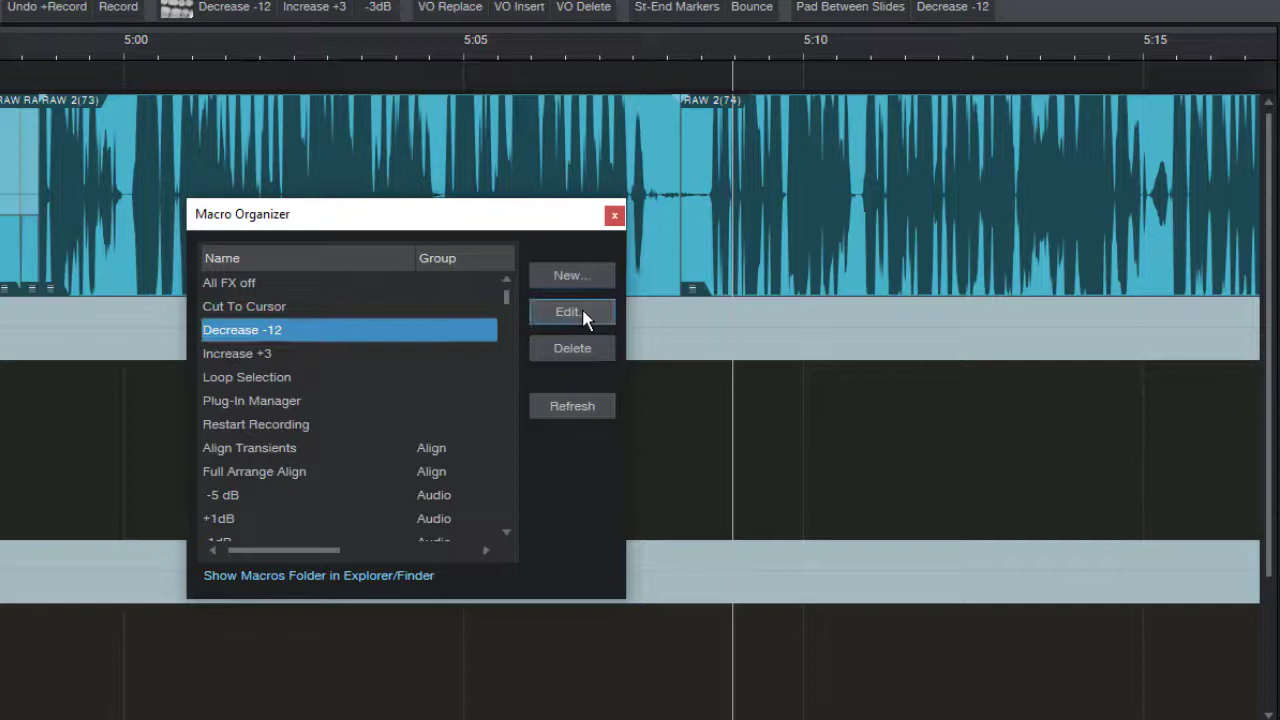 Undo +Record Record Decrease -12 Increase +3 -3dB VO Replace VO Insert VO Delete St-End Markers Bounce Pad Between Slides Decrease -12
5:00 5:05 5:10 5:15
RAW RA RAW 2(73) RAW 2(74)
Macro Organizer x
Name Group
All FX off
Cut To Cursor
Decrease -12
Increase +3
Loop Selection
Plug-In Manager
Restart Recording
Align Transients Align
Full Arrange Align Align
-5 dB Audio
+1dB Audio
-1dB Audio
New...
Edit...
Delete
Refresh
Show Macros Folder in Explorer/Finder